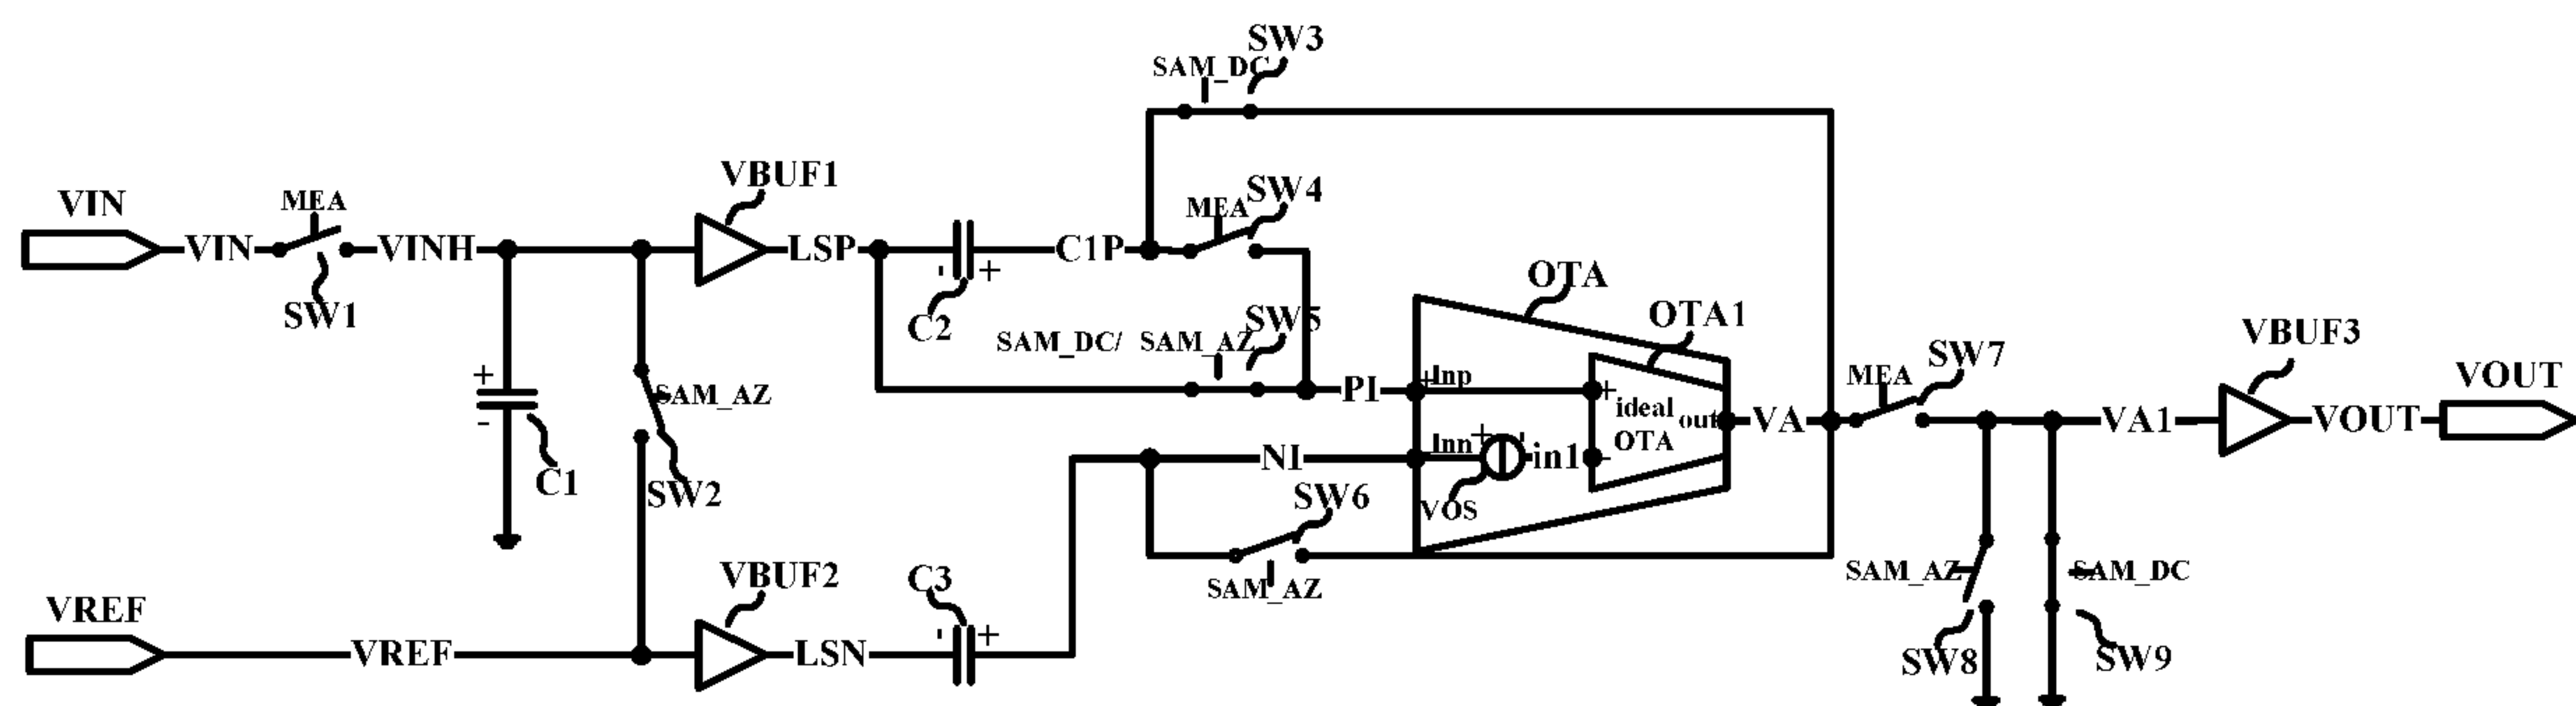 SW3
SAM_DC
VBUF1
SW4
VIN
MEA
MEA
VIN
VINH
LSP
C1P
+
SW1
C2
OTA
OTA1
SW5
SAM_DC/ SAM_AZ
VBUF3
SW7
MEA
VOUT
+
SAM_AZ
PI
+
Inp
+
ideal
OTA
out
VA
VA1
VOUT
-
Inn
+
in1
-
NI
C1
SW2
SW6
VOS
VBUF2
C3
SAM_AZ
SAM_AZ
SAM_DC
VREF
VREF
LSN
-
+
SW8
SW9